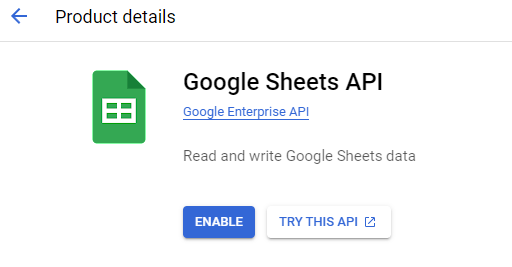 Product details
Google Sheets API
Google Enterprise API
Read and write Google Sheets data
ENABLE
TRY THIS API